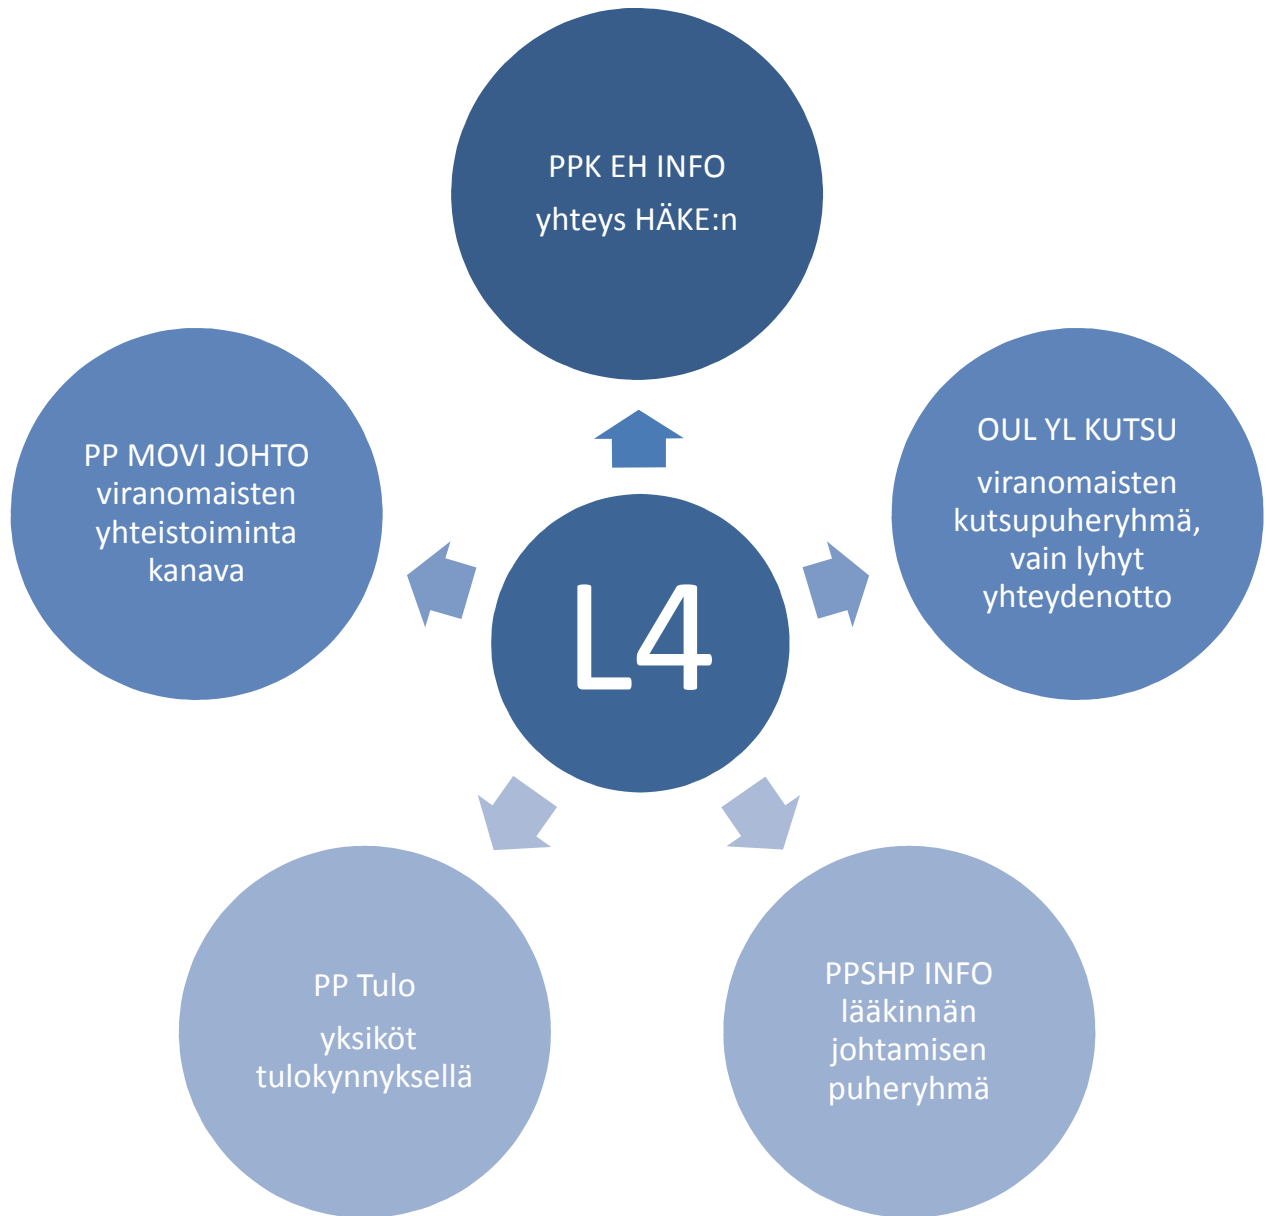 PPK EH INFO
yhteys HÄKE:n
PP MOVI JOHTO
viranomaisten
yhteistoiminta
kanava
OUL YL KUTSU
viranomaisten
kutsupuheryhmä,
vain lyhyt
yhteydenotto
L4
PP Tulo
yksiköt
tulokynnyksellä
PPSHP INFO
lääkinnän
johtamisen
puheryhmä